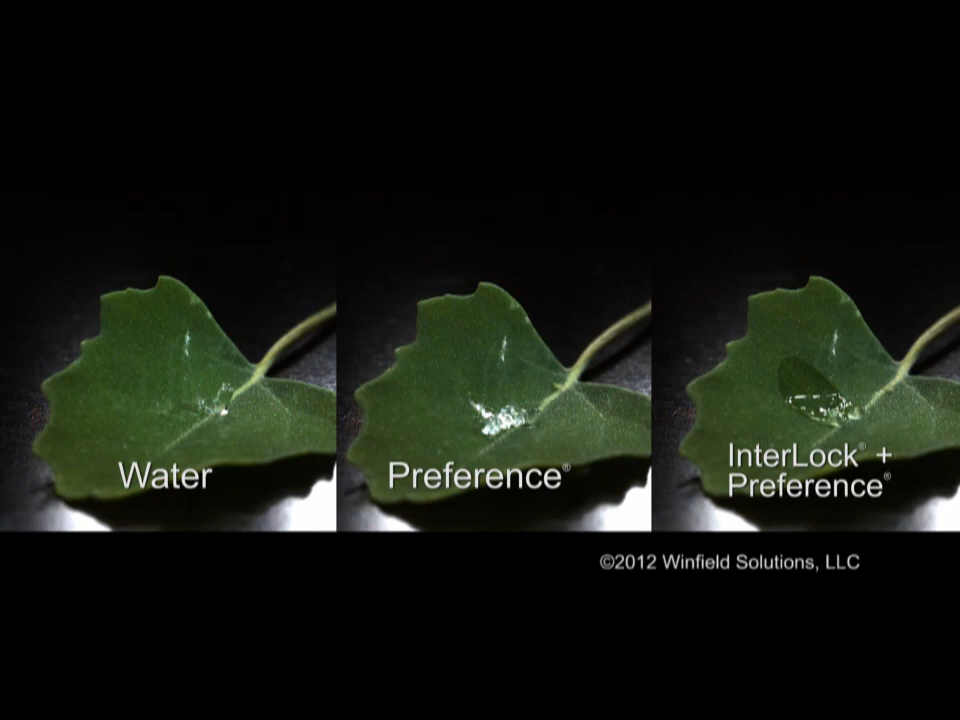 Water
Preference®
InterLock® +
Preference®
©2012 Winfield Solutions, LLC